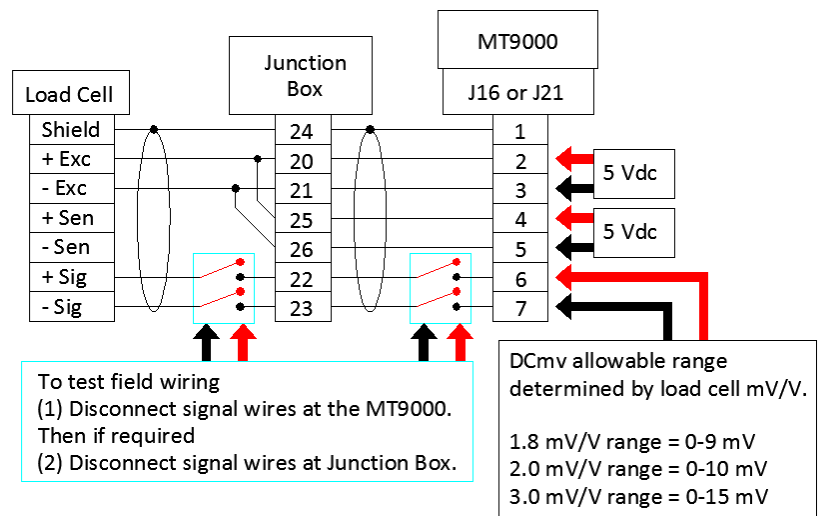 MT9000
Junction
Box
Load Cell
J16 or J21
Shield
24
1
+ Exc
20
2
5 Vdc
- Exc
21
3
+ Sen
25
4
5 Vdc
- Sen
26
5
+ Sig
22
6
- Sig
23
7
To test field wiring
(1) Disconnect signal wires at the MT9000.
Then if required
(2) Disconnect signal wires at Junction Box.
DCmv allowable range
determined by load cell mV/V.
1.8 mV/V range = 0-9 mV
2.0 mV/V range = 0-10 mV
3.0 mV/V range = 0-15 mV